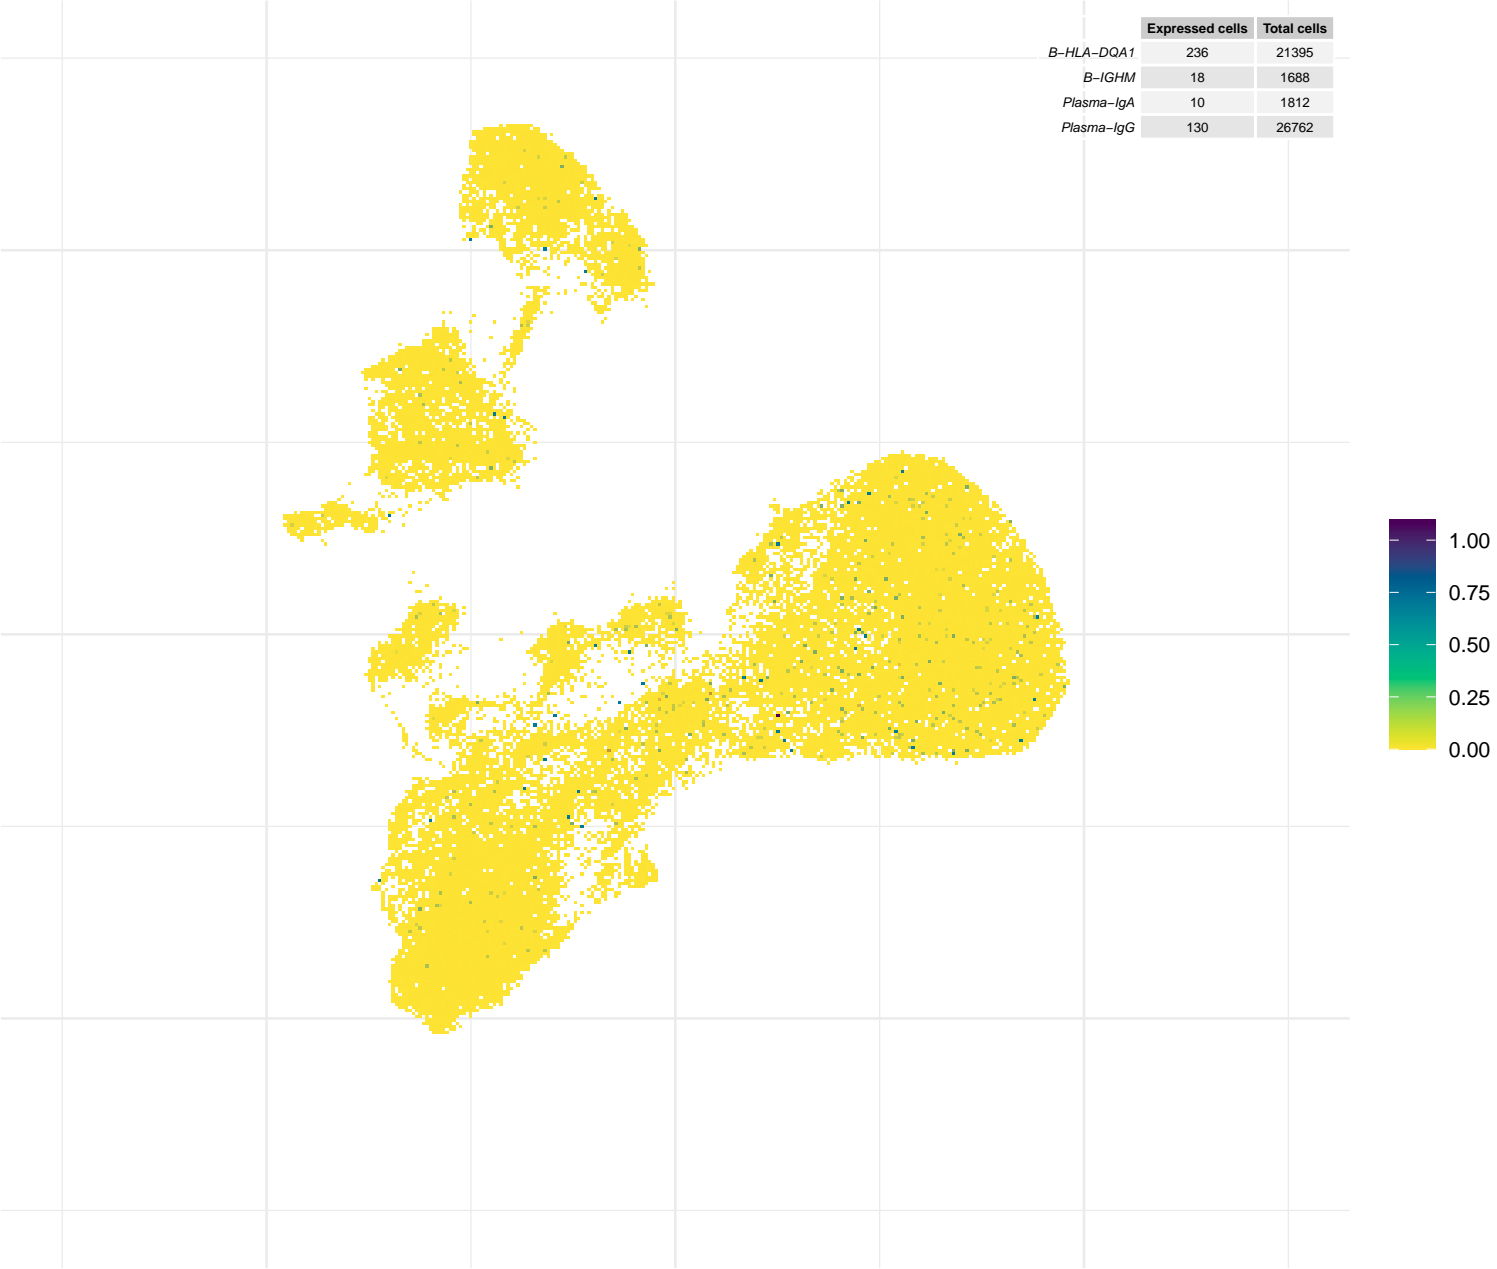 Expressed cells Total cells
B−HLA−DQA1 236 21395
B−IGHM 18 1688
Plasma−IgA 10 1812
Plasma−IgG 130 26762
1.00
0.75
0.50
0.25
0.00